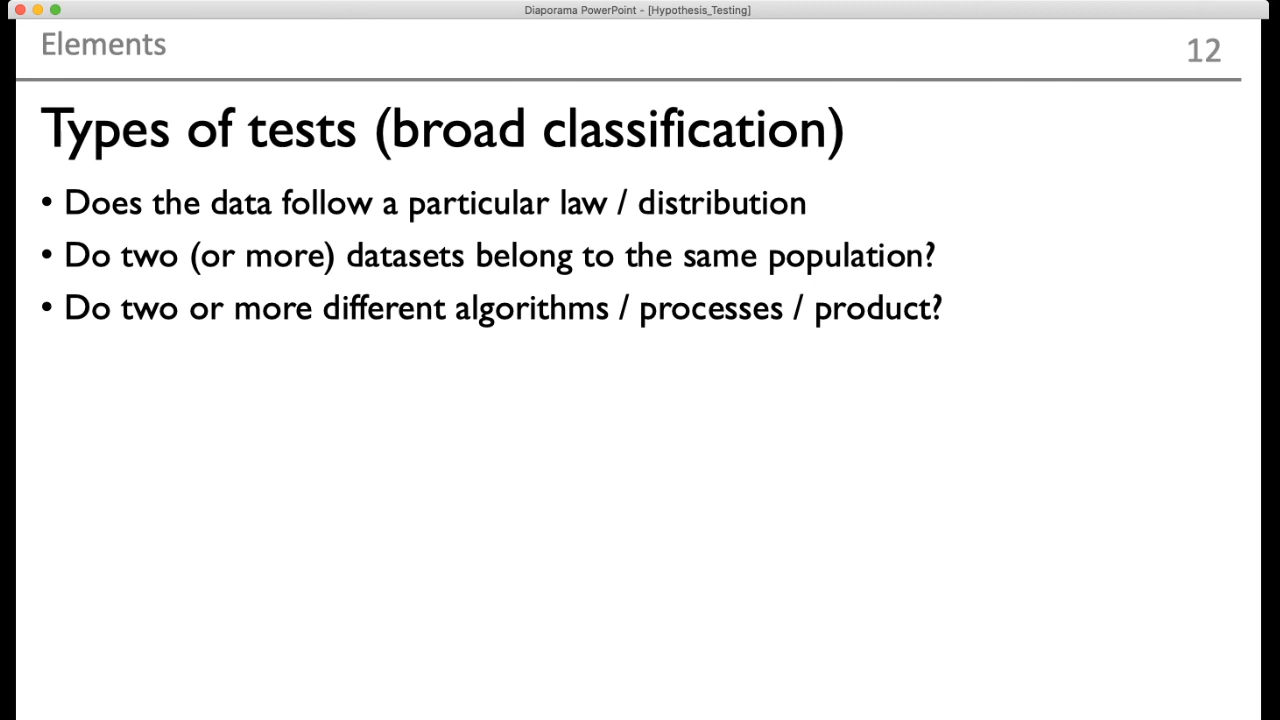 Diaporama PowerPoint - [Hypothesis_Testing]
Elements
12
Types of tests (broad classification)
• Does the data follow a particular law / distribution
• Do two (or more) datasets belong to the same population?
• Do two or more different algorithms / processes / product?